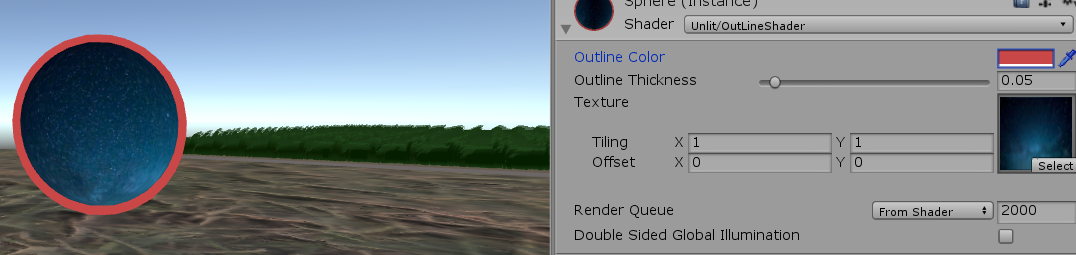 Sphere (Instance)
Shader Unlit/OutLineShader
Outline Color
Outline Thickness 0.05
Texture
Tiling X 1 Y 1
Offset X 0 Y 0
Select
Render Queue From Shader 2000
Double Sided Global Illumination